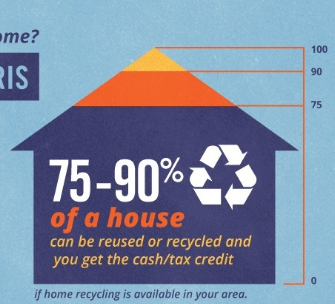 ome?
RIS
100
90
75
75-90%
of a house
can be reused or recycled and
you get the cash/tax credit
0
if home recycling is available in your area.